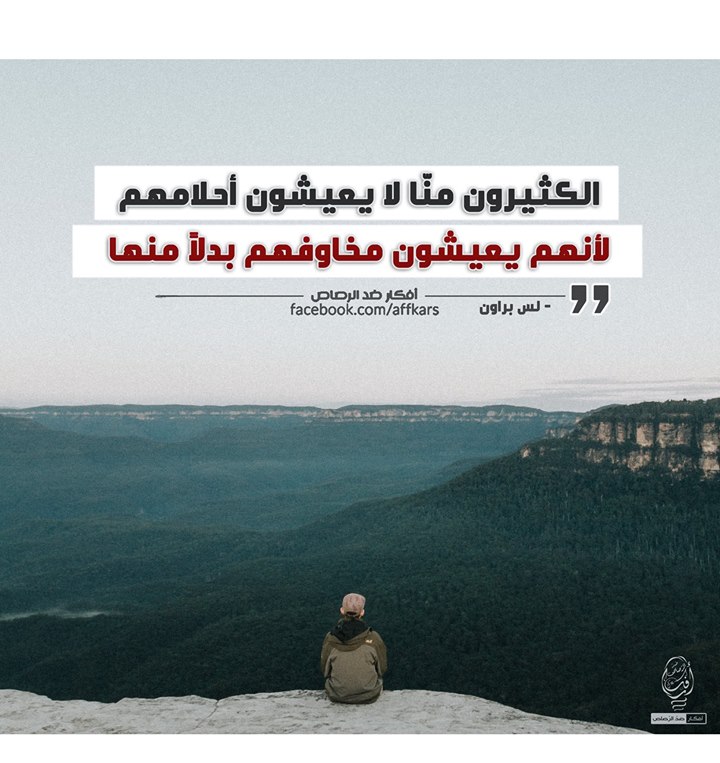 الكثيرون منّا لا يعيشون أحلامهم
لأنهم يعيشون مخاوفهم بدلاً منها
أفكار ضد الرصاص
- لس براون
facebook.com/affkars
أفكار ضد الرصاص